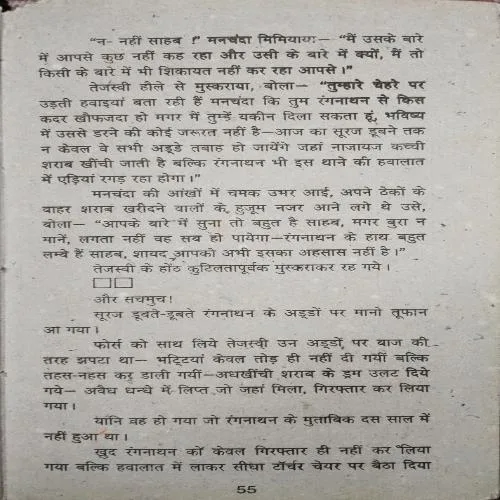 “न- नहीं साहब !” मनचंदा मिमियाया— “मैं उसके बारे
में आपसे कुछ नहीं कह रहा और उसी के बारे में क्यों, मैं तो
किसी के बारे में भी शिकायत नहीं कर रहा आपसे।”
तेजस्वी हौले से मुस्कराया, बोला— “तुम्हारे चेहरे पर
उड़ती हवाइयां बता रही हैं मनचंदा कि तुम रंगनाथन से किस
कदर खौफजदा हो मगर मैं तुम्हें यकीन दिला सकता हूं, भविष्य
में उससे डरने की कोई जरूरत नहीं है—आज का सूरज डूबने तक
न केवल वे सभी अड्डे तबाह हो जायेंगे जहां नाजायज कच्ची
शराब खींची जाती है बल्कि रंगनाथन भी इस थाने की हवालात
में एड़ियां रगड़ रहा होगा।”
मनचंदा की आंखों में चमक उभर आई, अपने ठेकों के
बाहर शराब खरीदने वालों के हुजूम नजर आने लगे थे उसे,
बोला— “आपके बारे में सुना तो बहुत है साहब, मगर बुरा न
मानें, लगता नहीं वह सब हो पायेगा—रंगनाथन के हाथ बहुत
लम्बे हैं साहब, शायद आपको अभी इसका अहसास नहीं है।”
तेजस्वी के होंठ कुटिलतापूर्वक मुस्कराकर रह गये।
और सचमुच!
सूरज डूबते-डूबते रंगनाथन के अड्डों पर मानो तूफान
आ गया।
फोर्स को साथ लिये तेजस्वी उन अड्डों पर बाज की
तरह झपटा था— भट्टियां केवल तोड़ ही नहीं दी गयीं बल्कि
तहस-नहस कर डाली गयीं—अधखींची शराब के ड्रम उलट दिये
गये— अवैध धन्धे में लिप्त जो जहां मिला, गिरफ्तार कर लिया
गया।
यानि वह हो गया जो रंगनाथन के मुताबिक दस साल में
नहीं हुआ था।
खुद रंगनाथन को केवल गिरफ्तार ही नहीं कर लिया
गया बल्कि हवालात में लाकर सीधा टॉर्चर चेयर पर बैठा दिया
55